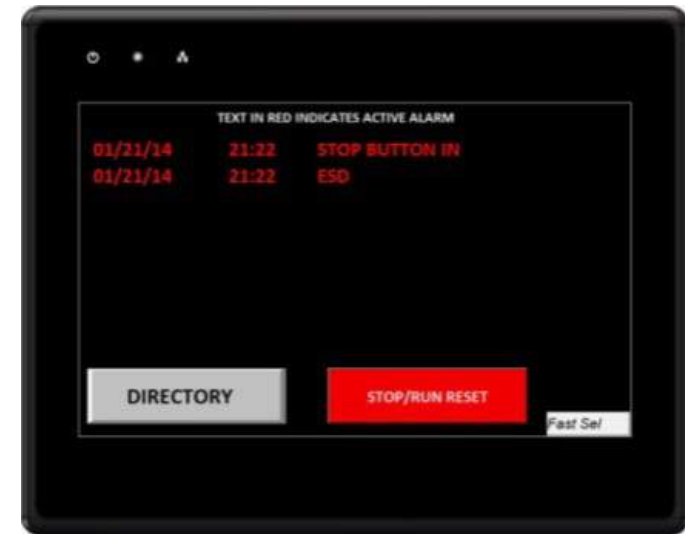 TEXT IN RED INDICATES ACTIVE ALARM
01/21/14 21:22 STOP BUTTON IN
01/21/14 21:22 ESD
DIRECTORY STOP/RUN RESET
Fast Sel